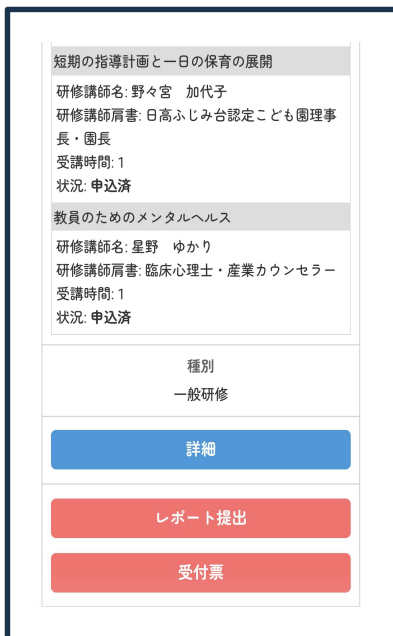 短期の指導計画と一日の保育の展開
研修講師名: 野々宮　加代子
研修講師肩書: 日高ふじみ台認定こども園理事
長・園長
受講時間: 1
状況: 申込済
教員のためのメンタルヘルス
研修講師名: 星野　ゆかり
研修講師肩書: 臨床心理士・産業カウンセラー
受講時間: 1
状況: 申込済
種別
一般研修
詳細
レポート提出
受付票